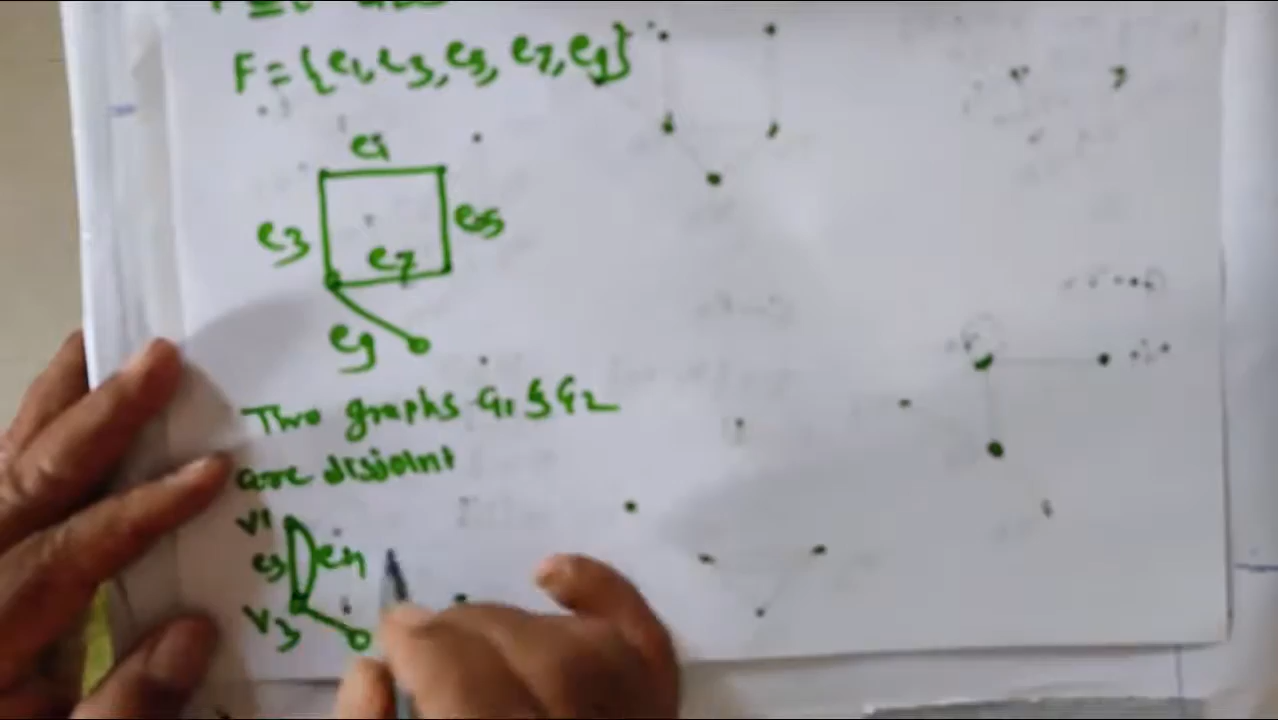 F = {e1, e3, e5, e7, e9}
e1
e3
e5
e7
e9
Two graphs G1 & G2
are disjoint
V1
e3
e4
V3